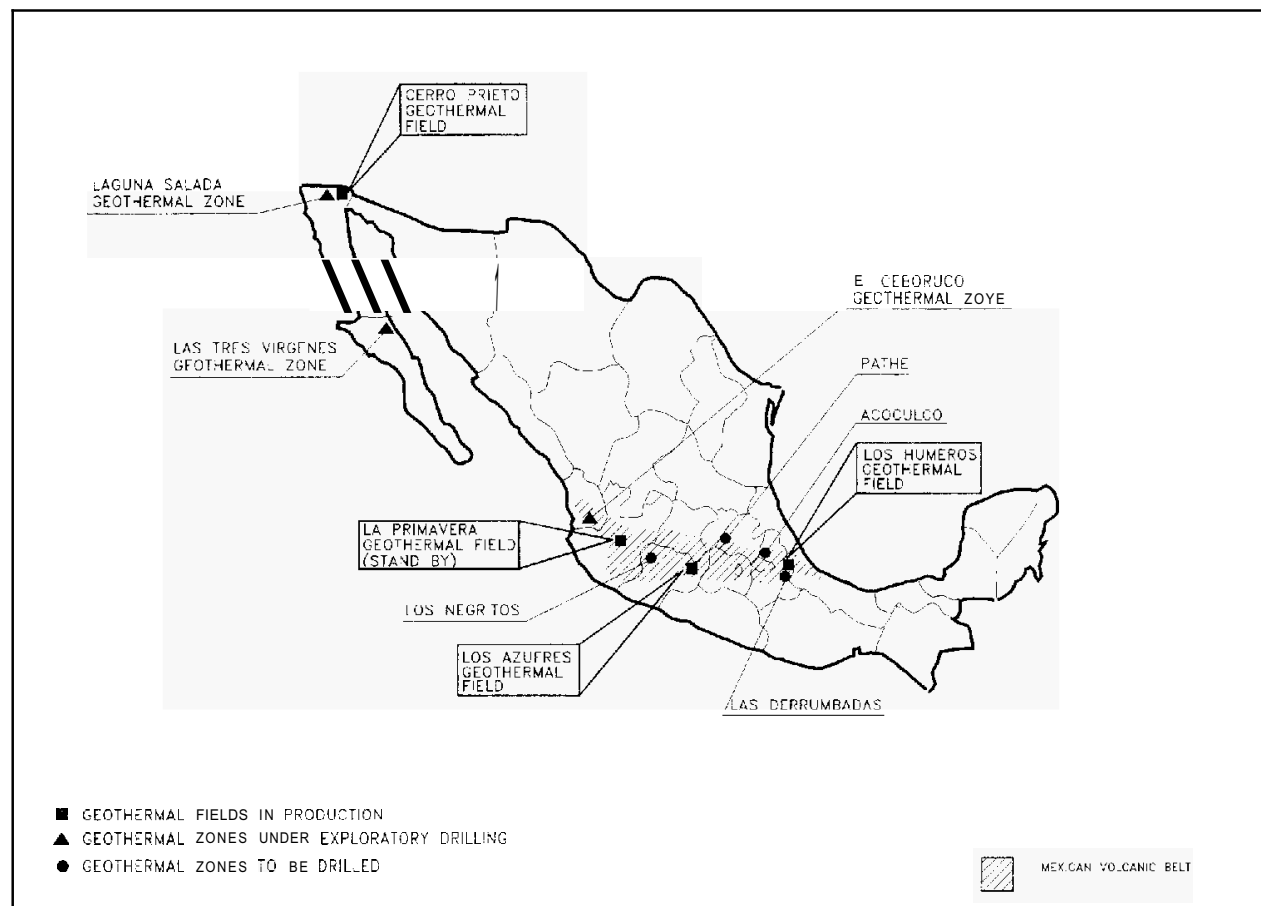 CERRO PRIETO
GEOTHERMAL
FIELD
LAGUNA SALADA
GEOTHERMAL ZONE
E CEBORUCO
GEOTHERMAL ZOYE
LAS TRES VIRGENES
GEOTHERMAL ZONE
PATHE
ACOCULCO
LOS HUMEROS
GEOTHERMAL
FIELD
LA PRIMAVERA
GEOTHERMAL FIELD
(STAND BY)
LOS NEGR TOS
LOS AZUFRES
GEOTHERMAL
FIELD
LAS DERRUMBADAS
GEOTHERMAL FIELDS IN PRODUCTION
GEOTHERMAL ZONES UNDER EXPLORATORY DRILLING
GEOTHERMAL ZONES TO BE DRILLED
MEXICAN VOLCANIC BELT